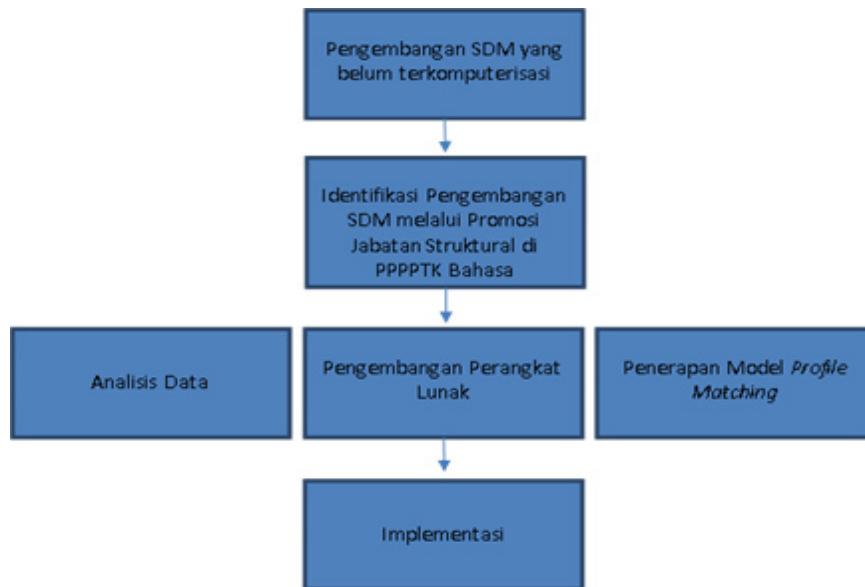 Pengembangan SDM yang
belum terkomputerisasi
Identifikasi Pengembangan
SDM melalui Promosi
Jabatan Struktural di
PPPPTK Bahasa
Analisis Data
Pengembangan Perangkat
Lunak
Penerapan Model Profile
Matching
Implementasi